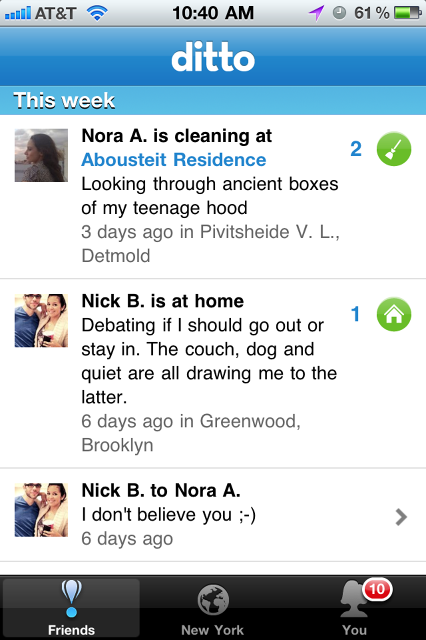 AT&T 10:40 AM 61%
ditto
This week
Nora A. is cleaning at
Abousteit Residence
2
Looking through ancient boxes
of my teenage hood
3 days ago in Pivitsheide V. L.,
Detmold
Nick B. is at home
1
Debating if I should go out or
stay in. The couch, dog and
quiet are all drawing me to the
latter.
6 days ago in Greenwood,
Brooklyn
Nick B. to Nora A.
I don't believe you ;-)
6 days ago
10
Friends New York You